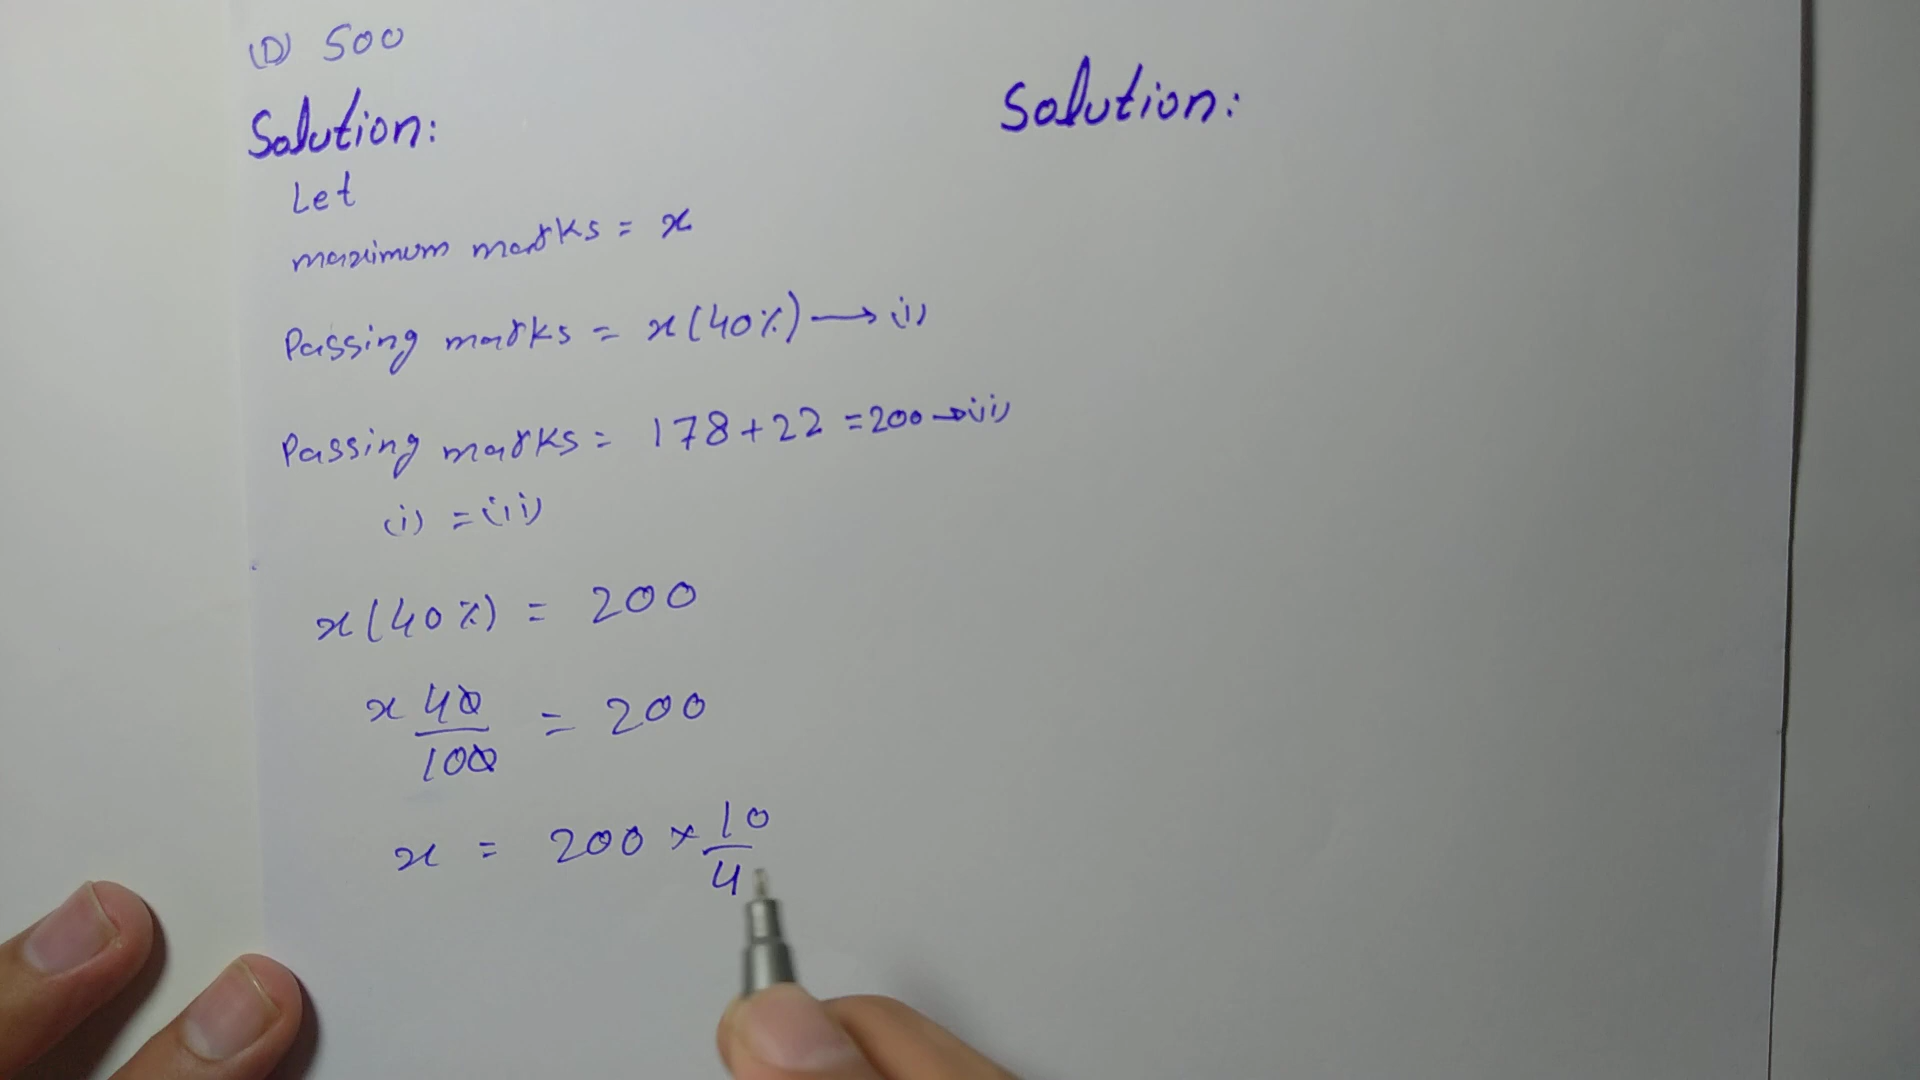 (D) 500
Solution:
Let
maximum marks = x
Passing marks = x(40%) → (i)
Passing marks = 178+22 =200→(ii)
(i) = (ii)
x(40%) = 200
x 40/100 = 200
x = 200 × 10/4
Solution: